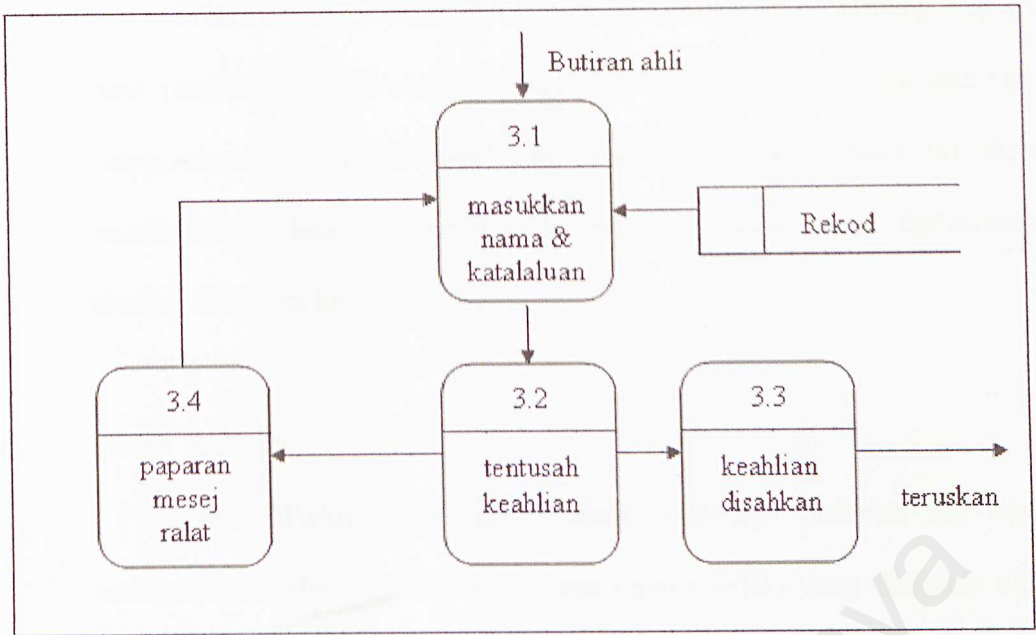 Butiran ahli
3.1
masukkan
nama &
katalaluan
Rekod
3.4
paparan
mesej
ralat
3.2
tentusah
keahlian
3.3
keahlian
disahkan
teruskan
ya